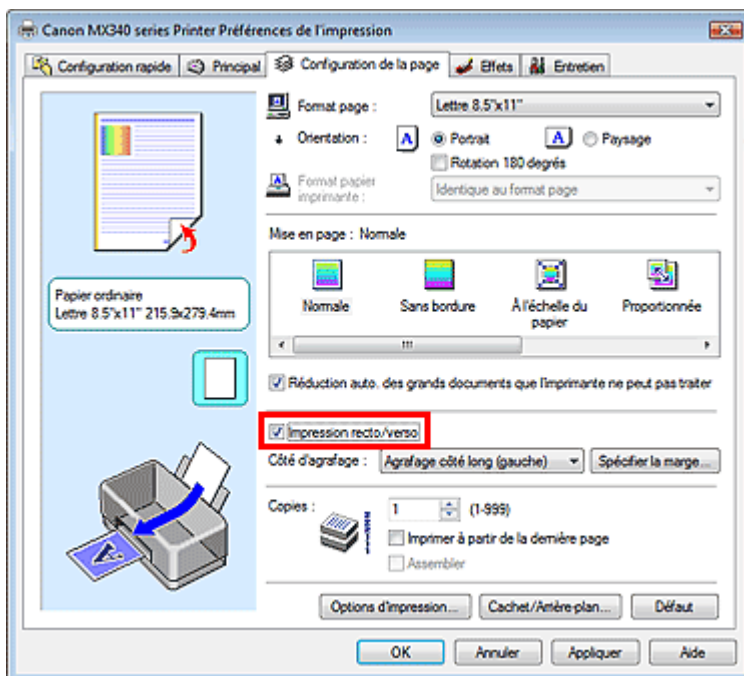 Canon MX340 series Printer Préférences de l'impression
Configuration rapide Principal Configuration de la page Effets Entretien
Format page : Lettre 8.5"x11"
Orientation : A Portrait A Paysage
Rotation 180 degrés
Format papier imprimante : Identique au format page
Mise en page : Normale
Normale Sans bordure À l'échelle du papier Proportionnée
Papier ordinaire
Lettre 8.5"x11" 215.9x279.4mm
Réduction auto. des grands documents que l'imprimante ne peut pas traiter
Impression recto/verso
Côté d'agrafage : Agrafage côté long (gauche) Spécifier la marge...
Copies : 1 (1-999)
Imprimer à partir de la dernière page
Assembler
Options d'impression... Cachet/Arrière-plan... Défaut
OK Annuler Appliquer Aide